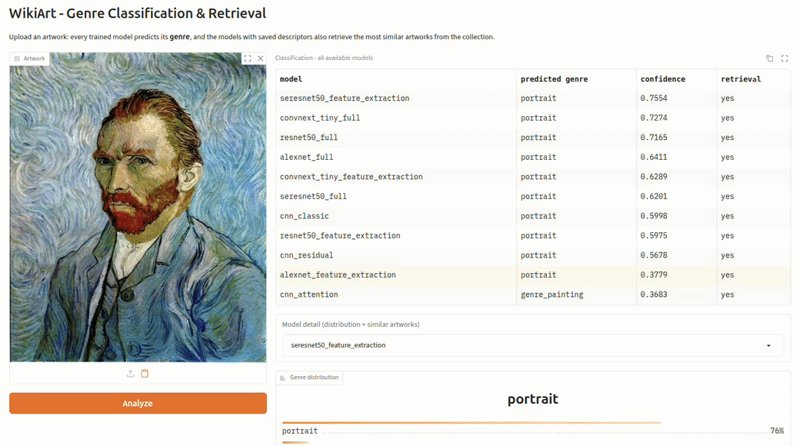 WikiArt - Genre Classification & Retrieval
Upload an artwork: every trained model predicts its genre, and the models with saved descriptors also retrieve the most similar artworks from the collection.
Artwork
Analyze
Classification - all available models
model predicted genre confidence retrieval
seresnet50_feature_extraction portrait 0.7554 yes
convnext_tiny_full portrait 0.7274 yes
resnet50_full portrait 0.7165 yes
alexnet_full portrait 0.6411 yes
convnext_tiny_feature_extraction portrait 0.6289 yes
seresnet50_full portrait 0.6201 yes
cnn_classic portrait 0.5998 yes
resnet50_feature_extraction portrait 0.5975 yes
cnn_residual portrait 0.5678 yes
alexnet_feature_extraction portrait 0.3779 yes
cnn_attention genre_painting 0.3683 yes
Model detail (distribution + similar artworks)
seresnet50_feature_extraction
Genre distribution
portrait
portrait 76%